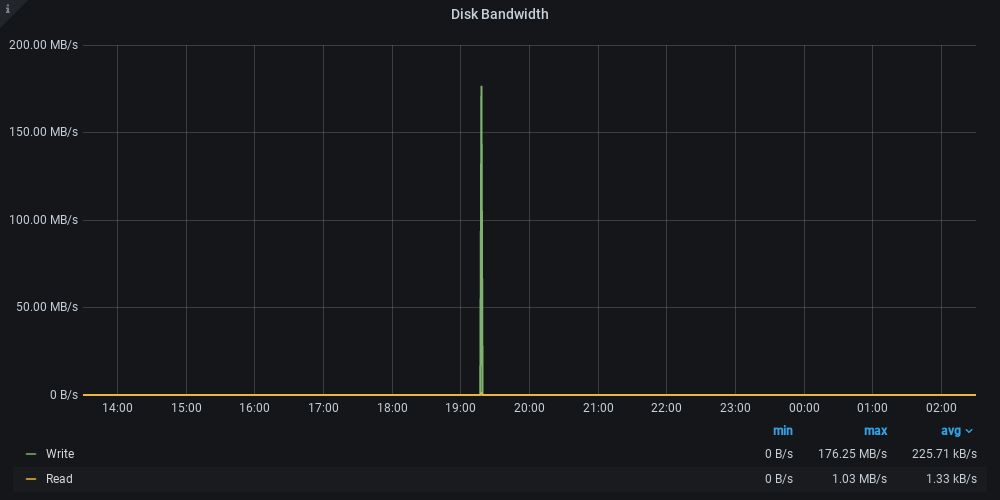 i
Disk Bandwidth
200.00 MB/s
150.00 MB/s
100.00 MB/s
50.00 MB/s
0 B/s
14:00 15:00 16:00 17:00 18:00 19:00 20:00 21:00 22:00 23:00 00:00 01:00 02:00
min max avg
Write 0 B/s 176.25 MB/s 225.71 kB/s
Read 0 B/s 1.03 MB/s 1.33 kB/s